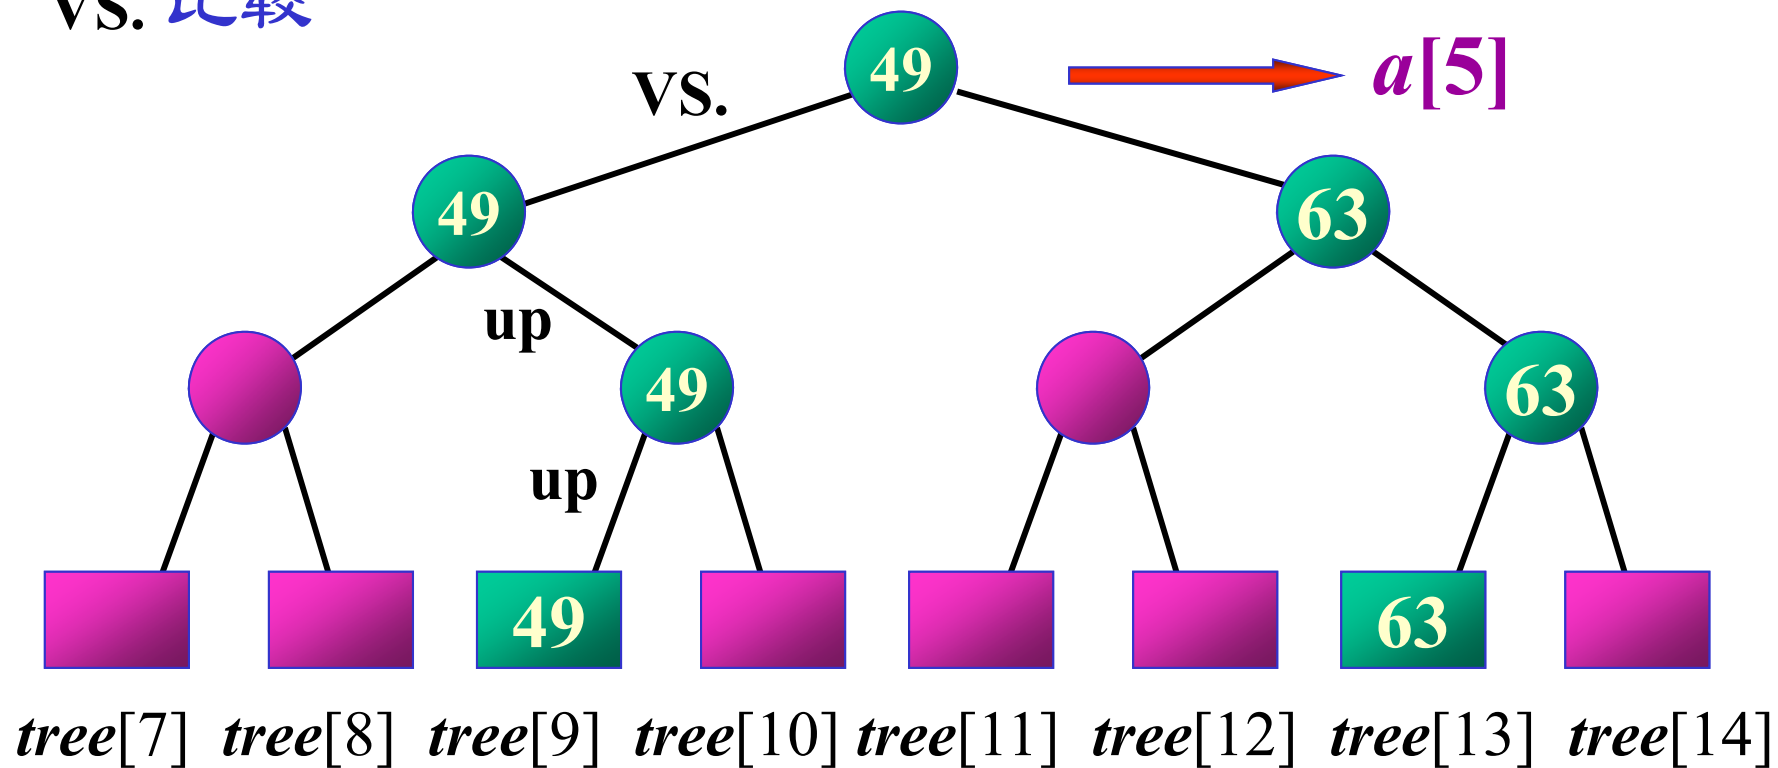 vs. 比较
49
a[5]
vs.
49
63
up
49
63
up
49
63
tree[7] tree[8] tree[9] tree[10] tree[11] tree[12] tree[13] tree[14]